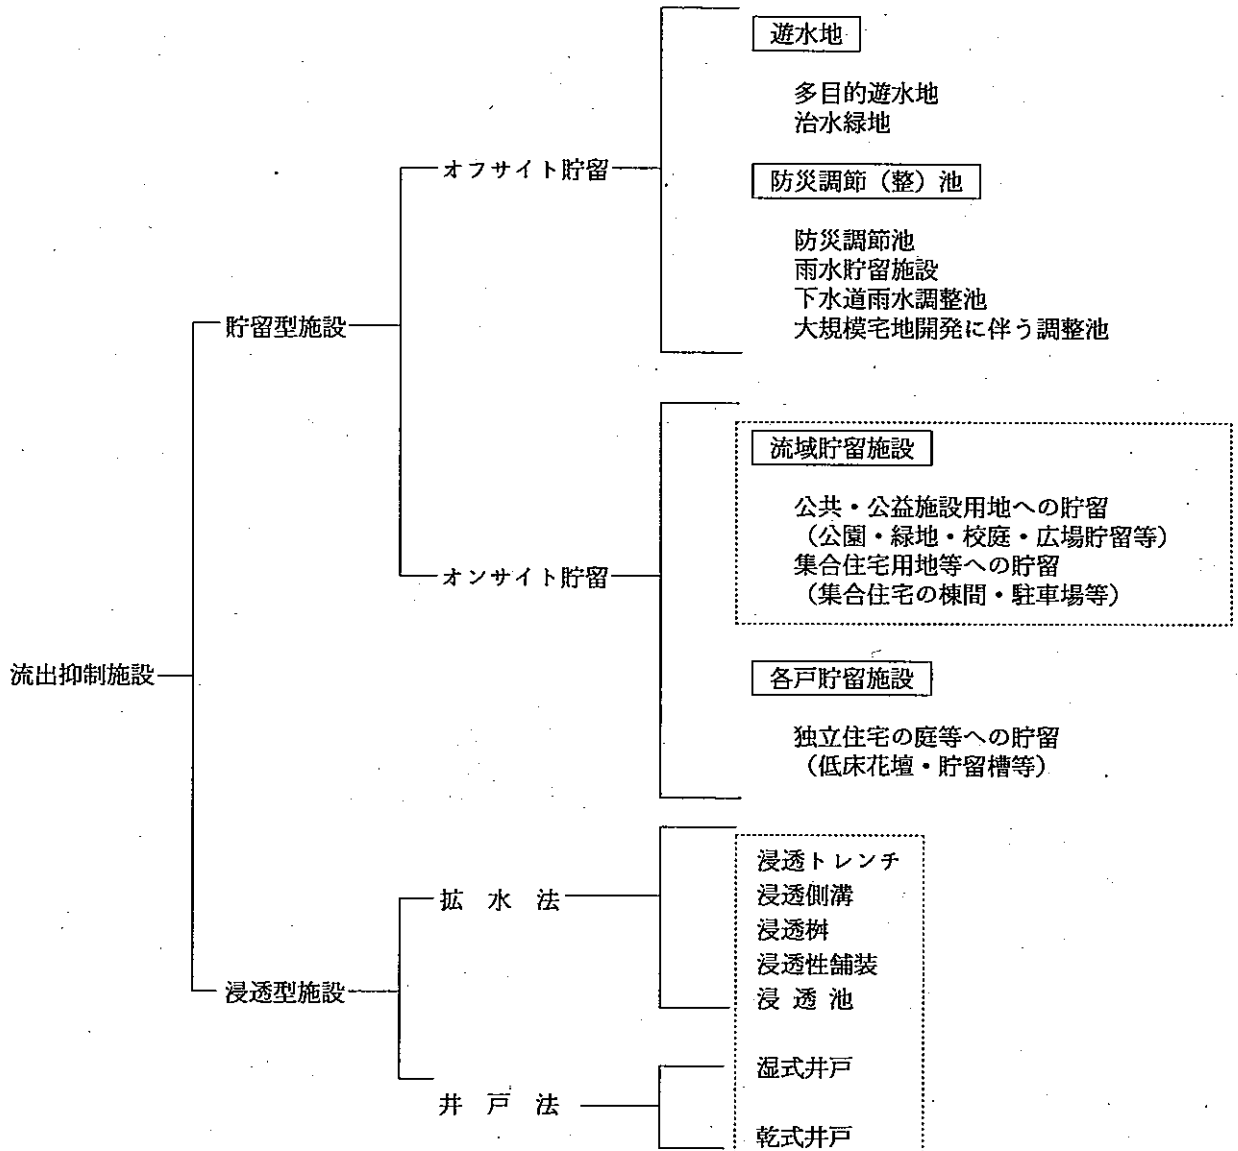 流出抑制施設
貯留型施設
オフサイト貯留
遊水地
多目的遊水地
治水緑地
防災調節（整）池
防災調節池
雨水貯留施設
下水道雨水調整池
大規模宅地開発に伴う調整池
オンサイト貯留
流域貯留施設
公共・公益施設用地への貯留
（公園・緑地・校庭・広場貯留等）
集合住宅用地等への貯留
（集合住宅の棟間・駐車場等）
各戸貯留施設
独立住宅の庭等への貯留
（低床花壇・貯留槽等）
浸透型施設
拡　水　法
浸透トレンチ
浸透側溝
浸透桝
浸透性舗装
浸 透 池
井　戸　法
湿式井戸
乾式井戸